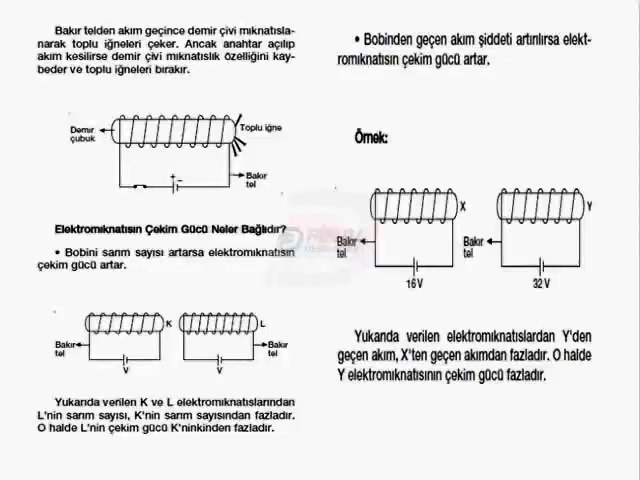 Bakır telden akım geçince demir çivi mıknatısla-
narak toplu iğneleri çeker. Ancak anahtar açılıp
akım kesilirse demir çivi mıknatıslık özelliğini kay-
beder ve toplu iğneleri bırakır.
Demir
çubuk
Toplu iğne
+
-
Bakır
tel
Elektromıknatısın Çekim Gücü Neler Bağlıdır?
• Bobini sarım sayısı artarsa elektromıknatısın
çekim gücü artar.
K
L
Bakır
tel
Bakır
tel
V
V
Yukarıda verilen K ve L elektromıknatıslarından
L'nin sarım sayısı, K'nin sarım sayısından fazladır.
O halde L'nin çekim gücü K'ninkinden fazladır.
• Bobinden geçen akım şiddeti artırılırsa elekt-
romıknatısın çekim gücü artar.
Örnek:
X
Y
Bakır
tel
Bakır
tel
16 V
32 V
Yukarıda verilen elektromıknatıslardan Y'den
geçen akım, X'ten geçen akımdan fazladır. O halde
Y elektromıknatısının çekim gücü fazladır.